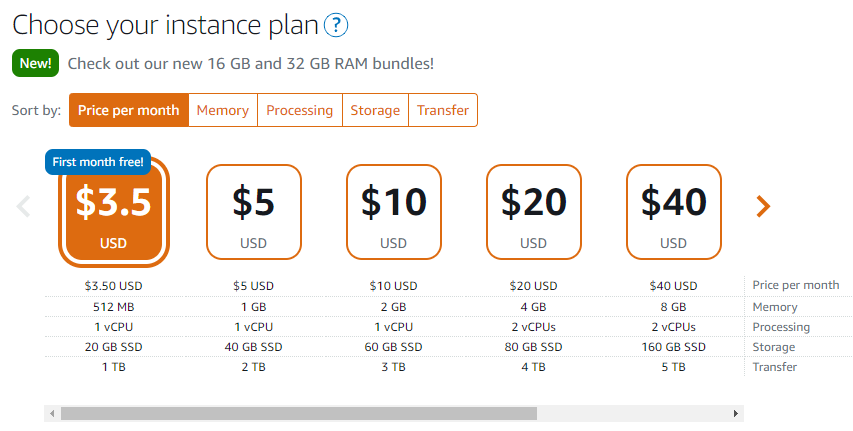 Choose your instance plan ?
New! Check out our new 16 GB and 32 GB RAM bundles!
Sort by: Price per month Memory Processing Storage Transfer
First month free!
$3.5 $5 $10 $20 $40
USD USD USD USD USD
$3.50 USD $5 USD $10 USD $20 USD $40 USD Price per month
512 MB 1 GB 2 GB 4 GB 8 GB Memory
1 vCPU 1 vCPU 1 vCPU 2 vCPUs 2 vCPUs Processing
20 GB SSD 40 GB SSD 60 GB SSD 80 GB SSD 160 GB SSD Storage
1 TB 2 TB 3 TB 4 TB 5 TB Transfer